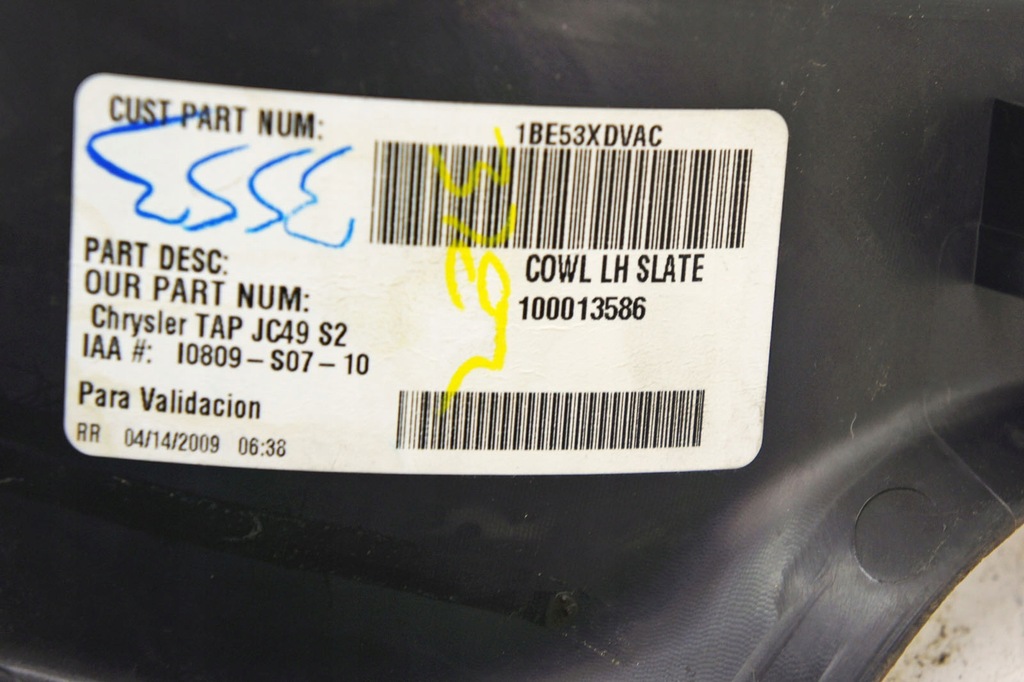 CUST PART NUM: 1BE53XDVAC
PART DESC: COWL LH SLATE
OUR PART NUM: 100013586
Chrysler TAP JC49 S2
IAA #: I0809-S07-10
Para Validacion
RR 04/14/2009 06:38